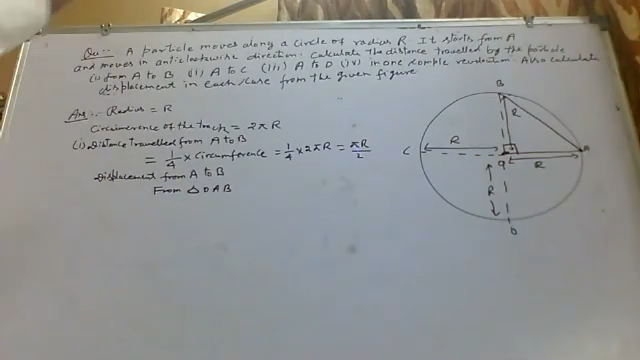 Qu:- A particle moves along a circle of radius R. It starts from A
and moves in anticlockwise direction. Calculate the distance travelled by the particle
(i) from A to B (ii) A to C (iii) A to D (iv) in one complete revolution. Also calculate
displacement in each case from the given figure.
Ans:- Radius = R
Circumference of the track = 2πR
(i) Distance Travelled from A to B
= 1/4 × circumference = 1/4 × 2πR = πR/2
Displacement from A to B
From △OAB
B
R
C
R
A
O
R
R
D